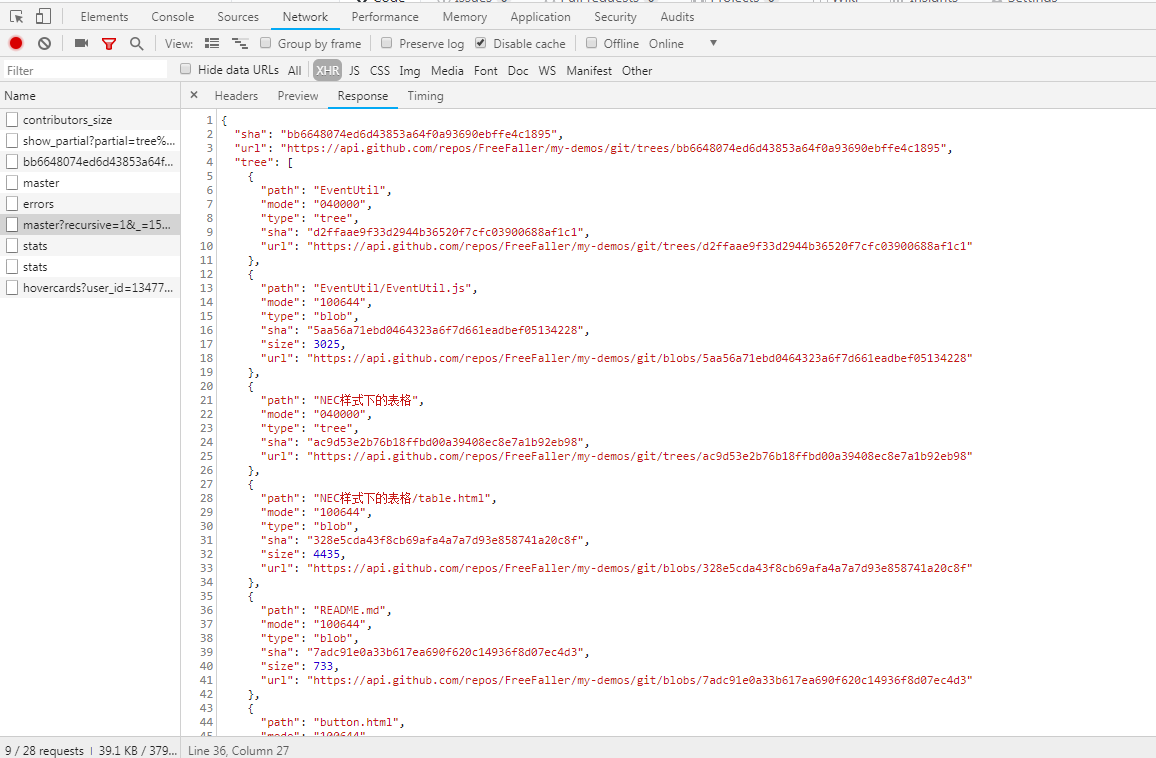 Elements Console Sources Network Performance Memory Application Security Audits
View: Group by frame Preserve log Disable cache Offline Online
Filter Hide data URLs All XHR JS CSS Img Media Font Doc WS Manifest Other
Name
Headers Preview Response Timing
contributors_size
show_partial?partial=tree%...
bb6648074ed6d43853a64f...
master
errors
master?recursive=1&_=15...
stats
stats
hovercards?user_id=13477...
1 {
2 "sha": "bb6648074ed6d43853a64f0a93690ebffe4c1895",
3 "url": "https://api.github.com/repos/FreeFaller/my-demos/git/trees/bb6648074ed6d43853a64f0a93690ebffe4c1895",
4 "tree": [
5 {
6 "path": "EventUtil",
7 "mode": "040000",
8 "type": "tree",
9 "sha": "d2ffaae9f33d2944b36520f7cfc03900688af1c1",
10 "url": "https://api.github.com/repos/FreeFaller/my-demos/git/trees/d2ffaae9f33d2944b36520f7cfc03900688af1c1"
11 },
12 {
13 "path": "EventUtil/EventUtil.js",
14 "mode": "100644",
15 "type": "blob",
16 "sha": "5aa56a71ebd0464323a6f7d661eadbef05134228",
17 "size": 3025,
18 "url": "https://api.github.com/repos/FreeFaller/my-demos/git/blobs/5aa56a71ebd0464323a6f7d661eadbef05134228"
19 },
20 {
21 "path": "NEC样式下的表格",
22 "mode": "040000",
23 "type": "tree",
24 "sha": "ac9d53e2b76b18ffbd00a39408ec8e7a1b92eb98",
25 "url": "https://api.github.com/repos/FreeFaller/my-demos/git/trees/ac9d53e2b76b18ffbd00a39408ec8e7a1b92eb98"
26 },
27 {
28 "path": "NEC样式下的表格/table.html",
29 "mode": "100644",
30 "type": "blob",
31 "sha": "328e5cda43f8cb69afa4a7a7d93e858741a20c8f",
32 "size": 4435,
33 "url": "https://api.github.com/repos/FreeFaller/my-demos/git/blobs/328e5cda43f8cb69afa4a7a7d93e858741a20c8f"
34 },
35 {
36 "path": "README.md",
37 "mode": "100644",
38 "type": "blob",
39 "sha": "7adc91e0a33b617ea690f620c14936f8d07ec4d3",
40 "size": 733,
41 "url": "https://api.github.com/repos/FreeFaller/my-demos/git/blobs/7adc91e0a33b617ea690f620c14936f8d07ec4d3"
42 },
43 {
44 "path": "button.html",
45 "mode": "100644"
9 / 28 requests | 39.1 KB / 379... Line 36, Column 27